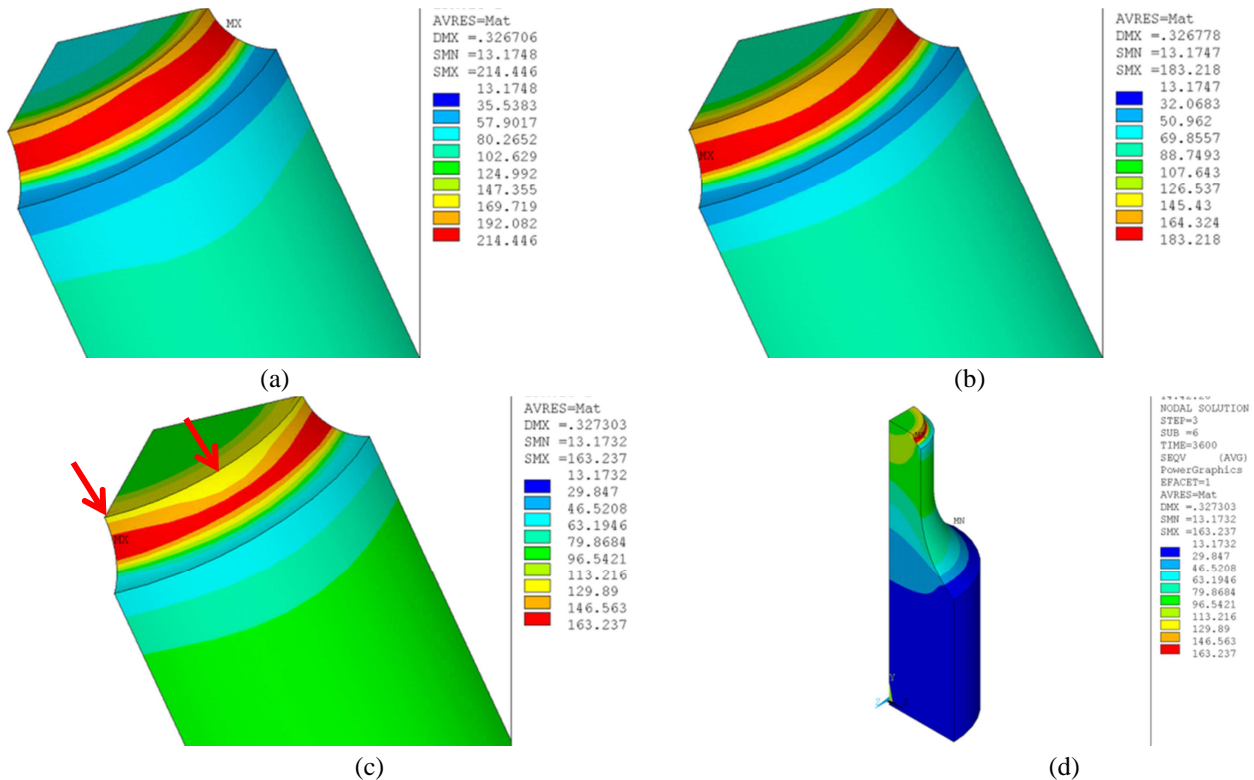 MX
AVRES=Mat
DMX =.326706
SMN =13.1748
SMX =214.446
13.1748
35.5383
57.9017
80.2652
102.629
124.992
147.355
169.719
192.082
214.446
(a)
MX
AVRES=Mat
DMX =.326778
SMN =13.1747
SMX =183.218
13.1747
32.0683
50.962
69.8557
88.7493
107.643
126.537
145.43
164.324
183.218
(b)
MX
AVRES=Mat
DMX =.327303
SMN =13.1732
SMX =163.237
13.1732
29.847
46.5208
63.1946
79.8684
96.5421
113.216
129.89
146.563
163.237
(c)
MN
Y
NODAL SOLUTION
STEP=3
SUB =6
TIME=3600
SEQV (AVG)
PowerGraphics
EFACET=1
AVRES=Mat
DMX =.327303
SMN =13.1732
SMX =163.237
13.1732
29.847
46.5208
63.1946
79.8684
96.5421
113.216
129.89
146.563
163.237
(d)